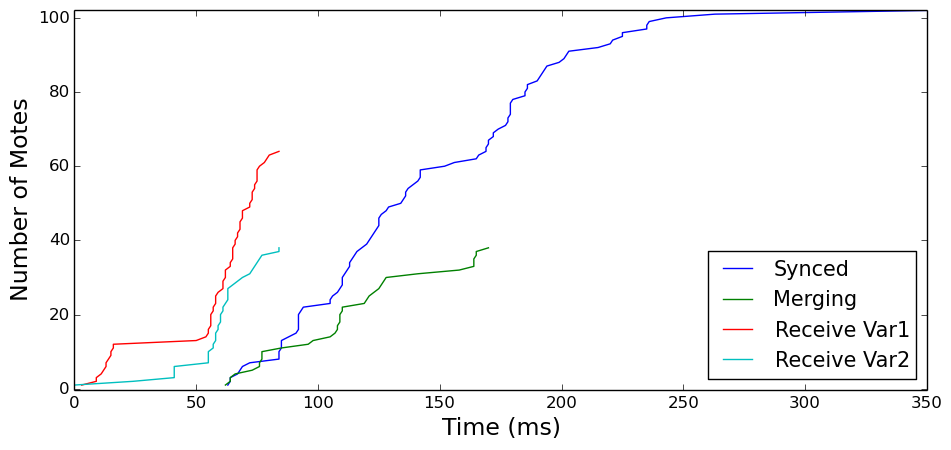 100
80
60
40
20
0
Number of Motes
0 50 100 150 200 250 300 350
Time (ms)
Synced
Merging
Receive Var1
Receive Var2